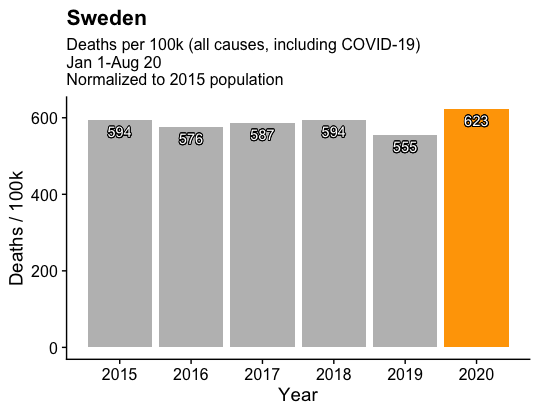 Sweden
Deaths per 100k (all causes, including COVID-19)
Jan 1-Aug 20
Normalized to 2015 population
Deaths / 100k
600
400
200
0
594
576
587
594
555
623
2015 2016 2017 2018 2019 2020
Year